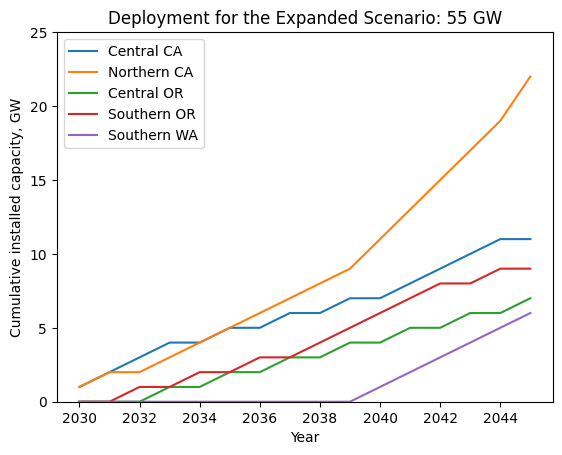 Deployment for the Expanded Scenario: 55 GW
Cumulative installed capacity, GW
25
20
15
10
5
0
Central CA
Northern CA
Central OR
Southern OR
Southern WA
2030 2032 2034 2036 2038 2040 2042 2044
Year